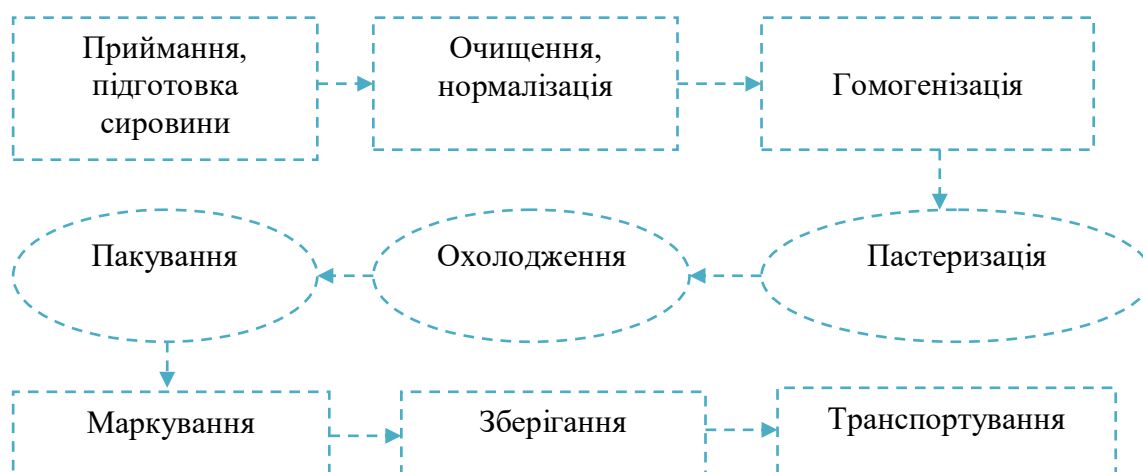 Приймання,
підготовка
сировини
Очищення,
нормалізація
Гомогенізація
Пакування
Охолодження
Пастеризація
Маркування
Зберігання
Транспортування